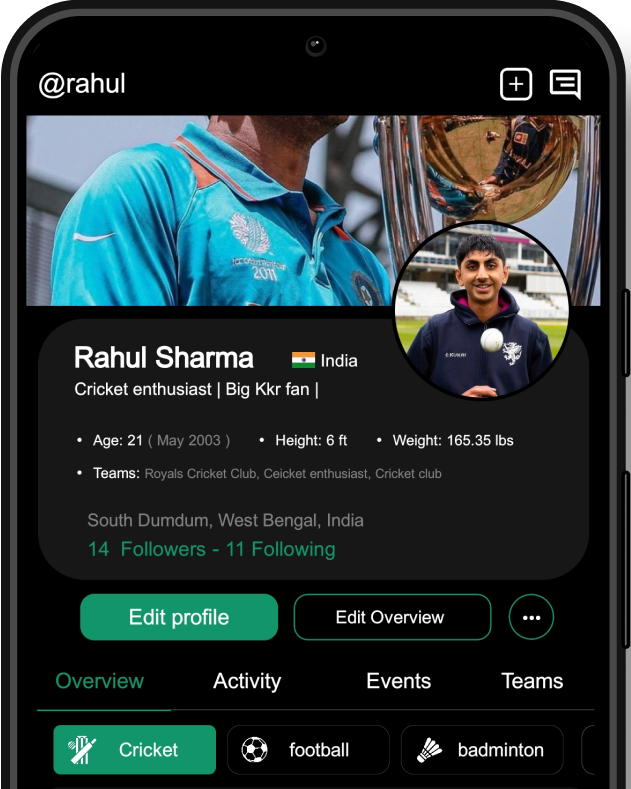 @rahul
2011
Rahul Sharma
India
Cricket enthusiast | Big Kkr fan |
• Age: 21 ( May 2003 ) • Height: 6 ft • Weight: 165.35 lbs
• Teams: Royals Cricket Club, Ceicket enthusiast, Cricket club
South Dumdum, West Bengal, India
14 Followers - 11 Following
Edit profile
Edit Overview
Overview
Activity
Events
Teams
Cricket
football
badminton